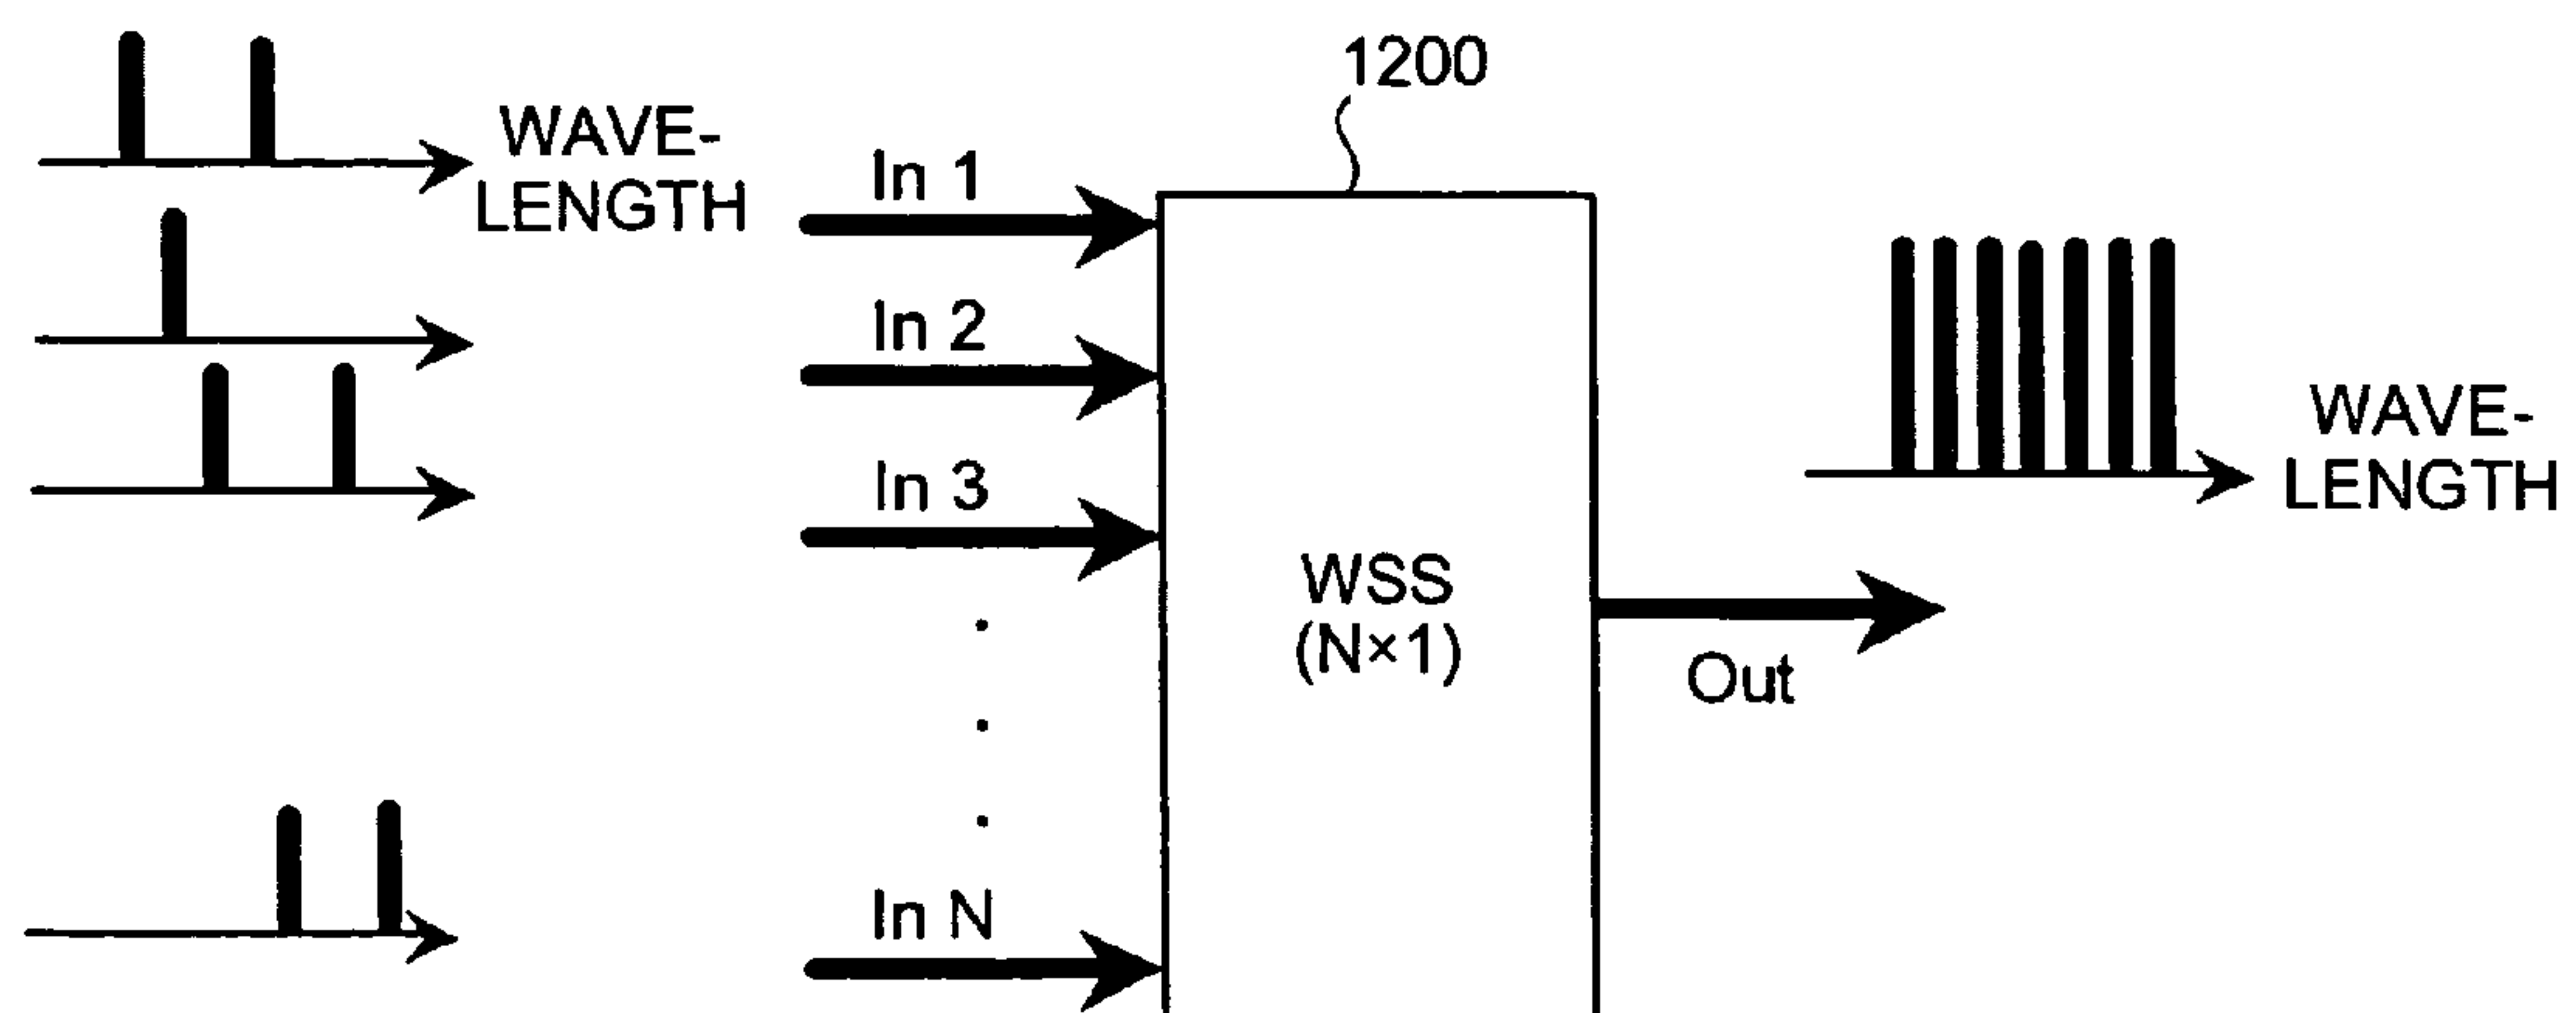 1200
WAVE-
LENGTH
In 1
In 2
In 3
In N
WSS
(N×1)
Out
WAVE-
LENGTH